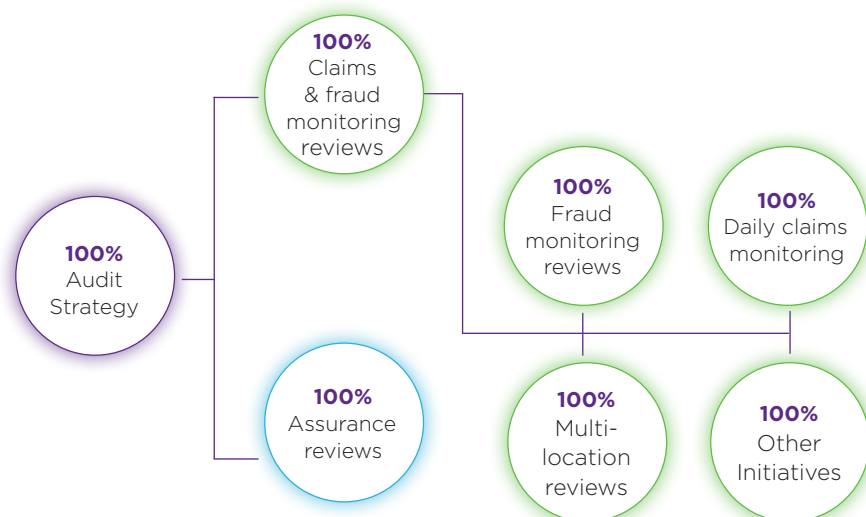 100%
Claims
& fraud
monitoring
reviews
100%
Audit
Strategy
100%
Assurance
reviews
100%
Fraud
monitoring
reviews
100%
Daily claims
monitoring
100%
Multi-
location
reviews
100%
Other
Initiatives